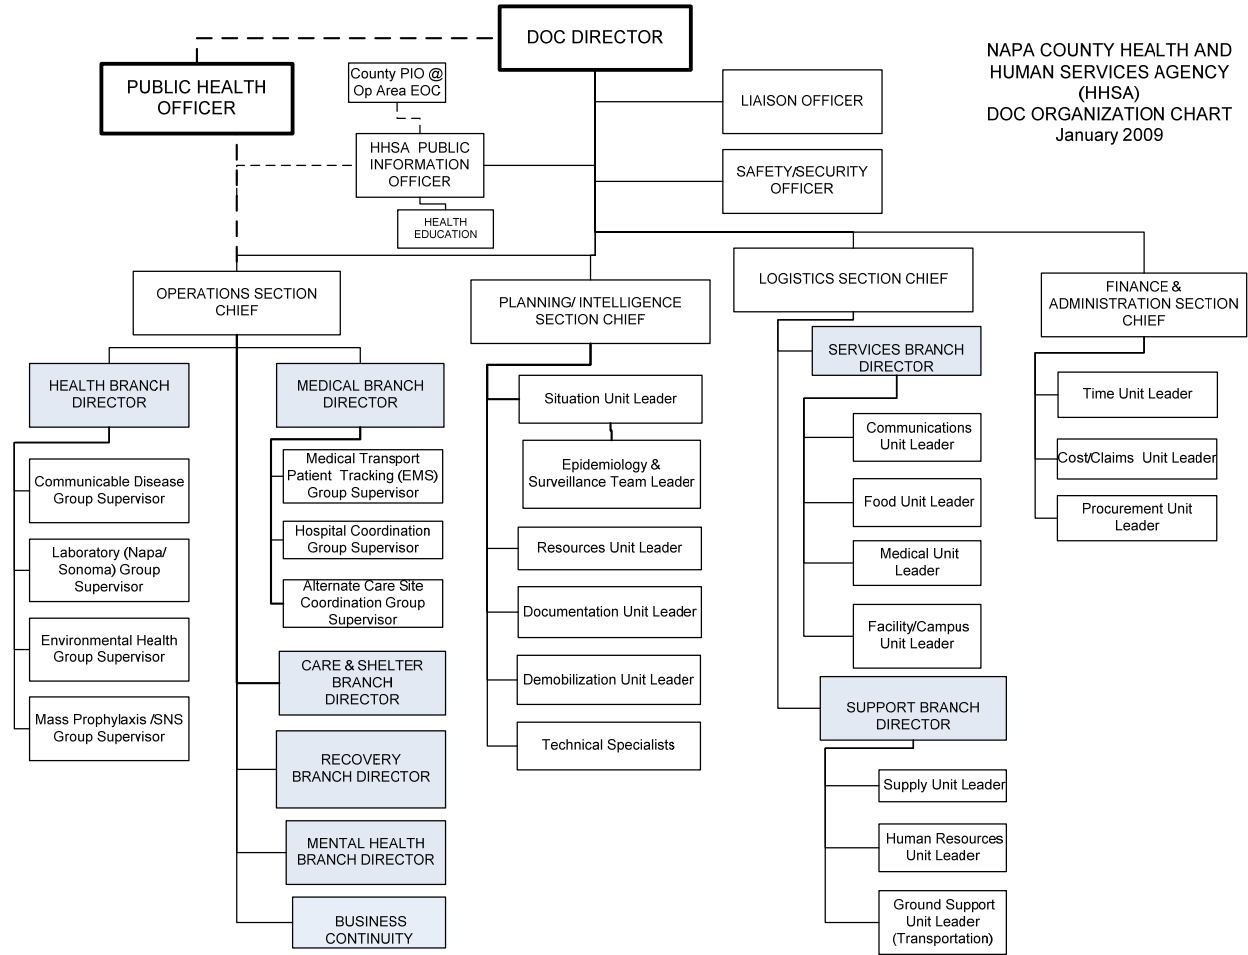 DOC DIRECTOR
NAPA COUNTY HEALTH AND
HUMAN SERVICES AGENCY
(HHSA)
DOC ORGANIZATION CHART
January 2009
PUBLIC HEALTH
OFFICER
County PIO @
Op Area EOC
LIAISON OFFICER
HHSA PUBLIC
INFORMATION
OFFICER
SAFETY/SECURITY
OFFICER
HEALTH
EDUCATION
OPERATIONS SECTION
CHIEF
PLANNING/ INTELLIGENCE
SECTION CHIEF
LOGISTICS SECTION CHIEF
FINANCE &
ADMINISTRATION SECTION
CHIEF
HEALTH BRANCH
DIRECTOR
Communicable Disease
Group Supervisor
Laboratory (Napa/
Sonoma) Group
Supervisor
Environmental Health
Group Supervisor
Mass Prophylaxis /SNS
Group Supervisor
MEDICAL BRANCH
DIRECTOR
Medical Transport
Patient Tracking (EMS)
Group Supervisor
Hospital Coordination
Group Supervisor
Alternate Care Site
Coordination Group
Supervisor
CARE & SHELTER
BRANCH
DIRECTOR
RECOVERY
BRANCH DIRECTOR
MENTAL HEALTH
BRANCH DIRECTOR
BUSINESS
CONTINUITY
Situation Unit Leader
Epidemiology &
Surveillance Team Leader
Resources Unit Leader
Documentation Unit Leader
Demobilization Unit Leader
Technical Specialists
SERVICES BRANCH
DIRECTOR
Communications
Unit Leader
Food Unit Leader
Medical Unit
Leader
Facility/Campus
Unit Leader
SUPPORT BRANCH
DIRECTOR
Supply Unit Leader
Human Resources
Unit Leader
Ground Support
Unit Leader
(Transportation)
Time Unit Leader
Cost/Claims Unit Leader
Procurement Unit
Leader